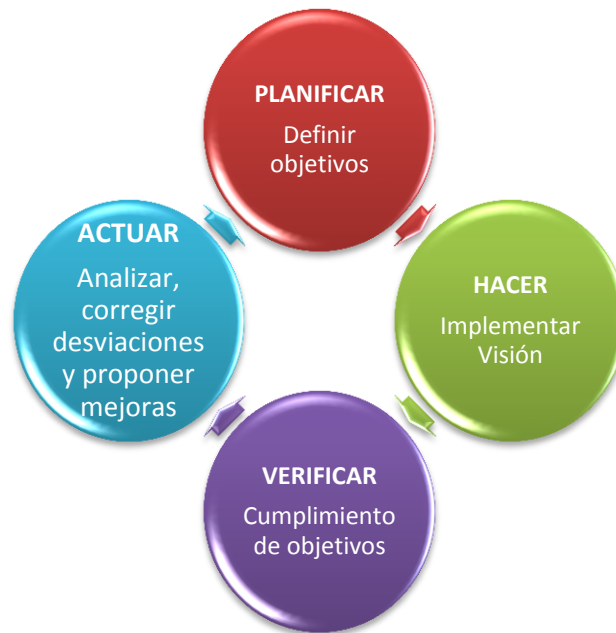 PLANIFICAR
Definir
objetivos
HACER
Implementar
Visión
VERIFICAR
Cumplimiento
de objetivos
ACTUAR
Analizar,
corregir
desviaciones
y proponer
mejoras